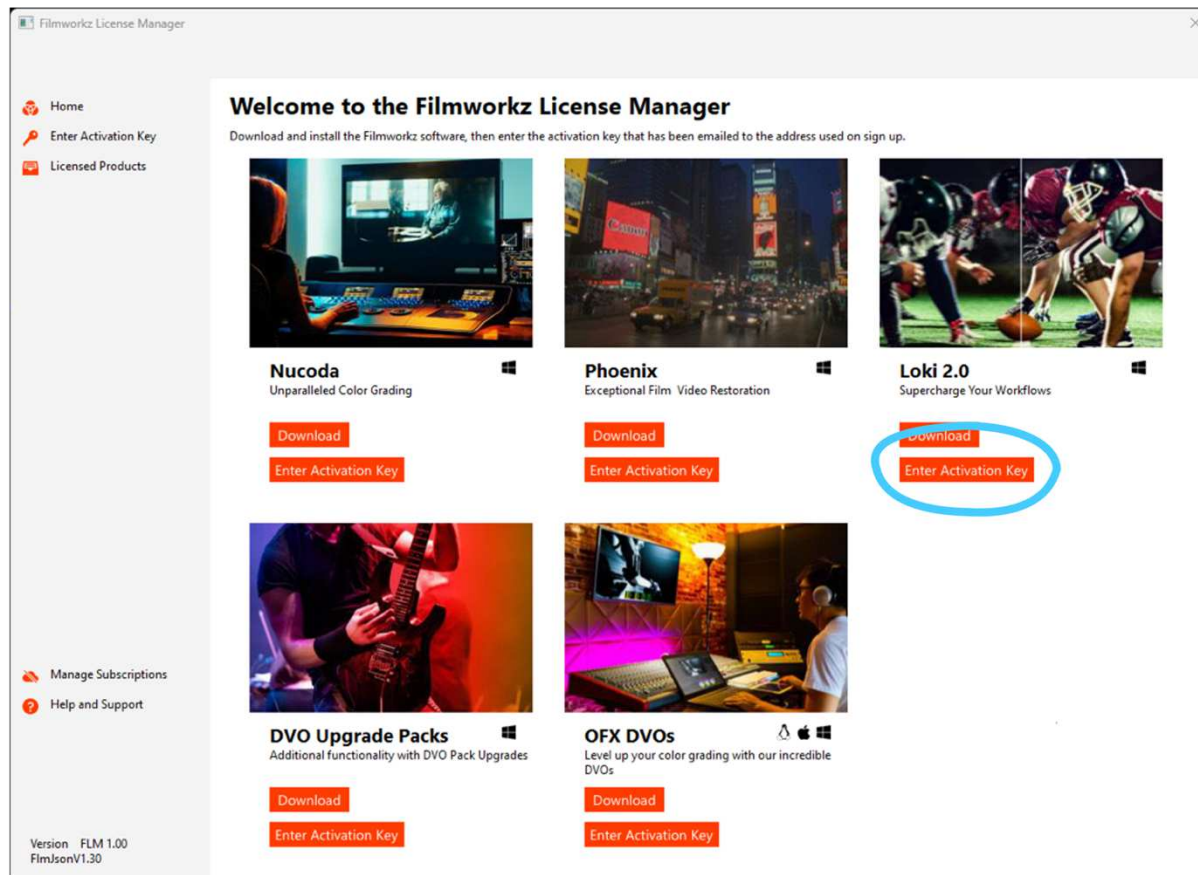 Filmworkz License Manager
Home
Enter Activation Key
Licensed Products
Welcome to the Filmworkz License Manager
Download and install the Filmworkz software, then enter the activation key that has been emailed to the address used on sign up.
Canon
Nucoda
Unparalleled Color Grading
Download
Enter Activation Key
Phoenix
Exceptional Film Video Restoration
Download
Enter Activation Key
Loki 2.0
Supercharge Your Workflows
Download
Enter Activation Key
DVO Upgrade Packs
Additional functionality with DVO Pack Upgrades
Download
Enter Activation Key
OFX DVOs
Level up your color grading with our incredible
DVOs
Download
Enter Activation Key
Manage Subscriptions
Help and Support
Version FLM 1.00
FlmJsonV1.30